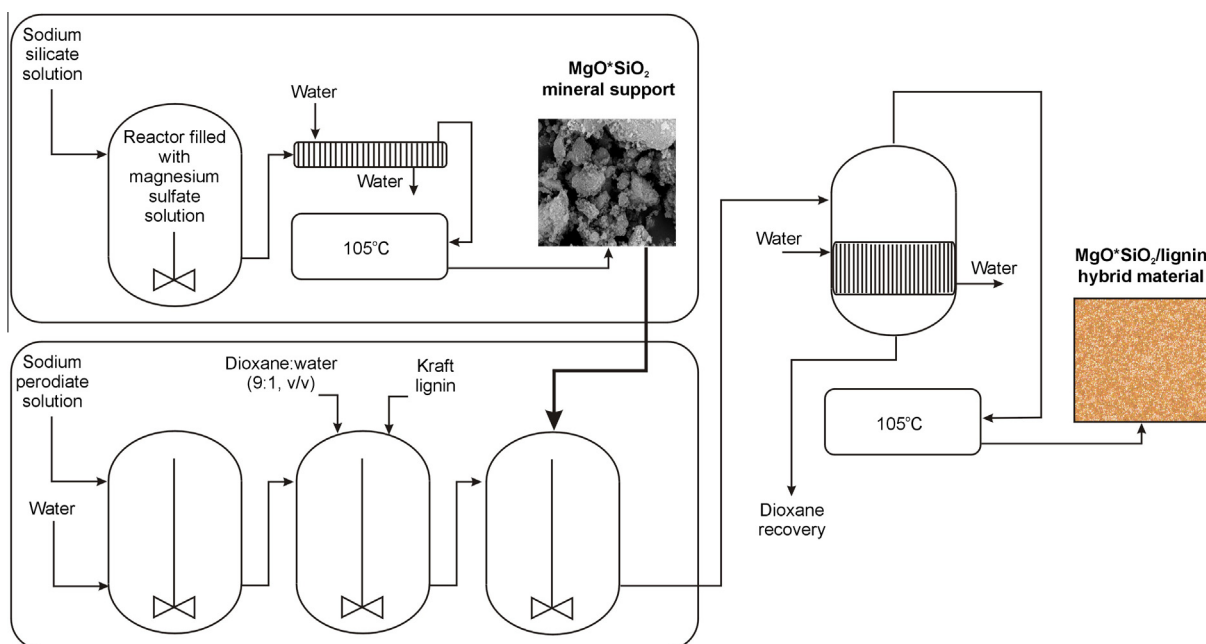 Sodium
silicate
solution
Reactor filled
with
magnesium
sulfate
solution
Water
Water
105°C
MgO*SiO₂
mineral support
Sodium
perodiate
solution
Water
Dioxane:water
(9:1, v/v)
Kraft
lignin
Water
Water
105°C
Dioxane
recovery
MgO*SiO₂/lignin
hybrid material